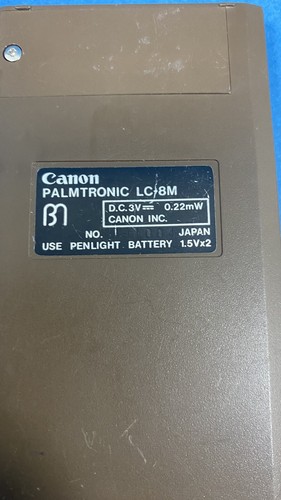 Canon
PALMTRONIC LC-8M
D.C.3V 0.22mW
CANON INC.
NO. JAPAN
USE PENLIGHT BATTERY 1.5Vx2